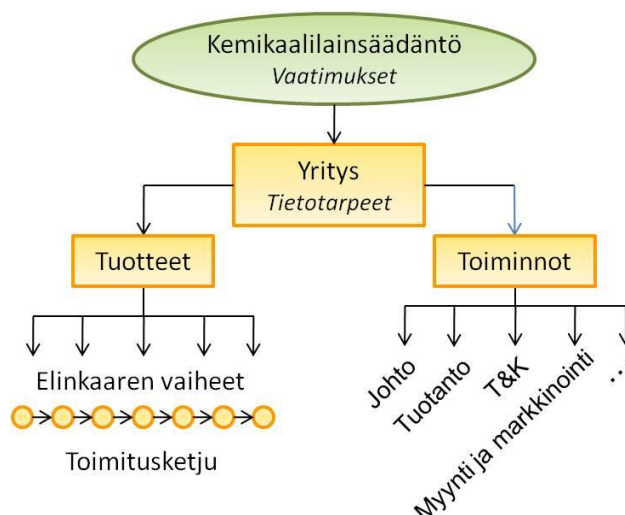 Kemikaalilainsäädäntö
Vaatimukset
Yritys
Tietotarpeet
Tuotteet
Toiminnot
Elinkaaren vaiheet
Toimitusketju
Johto
Tuotanto
T&K
Myynti ja markkinointi
...